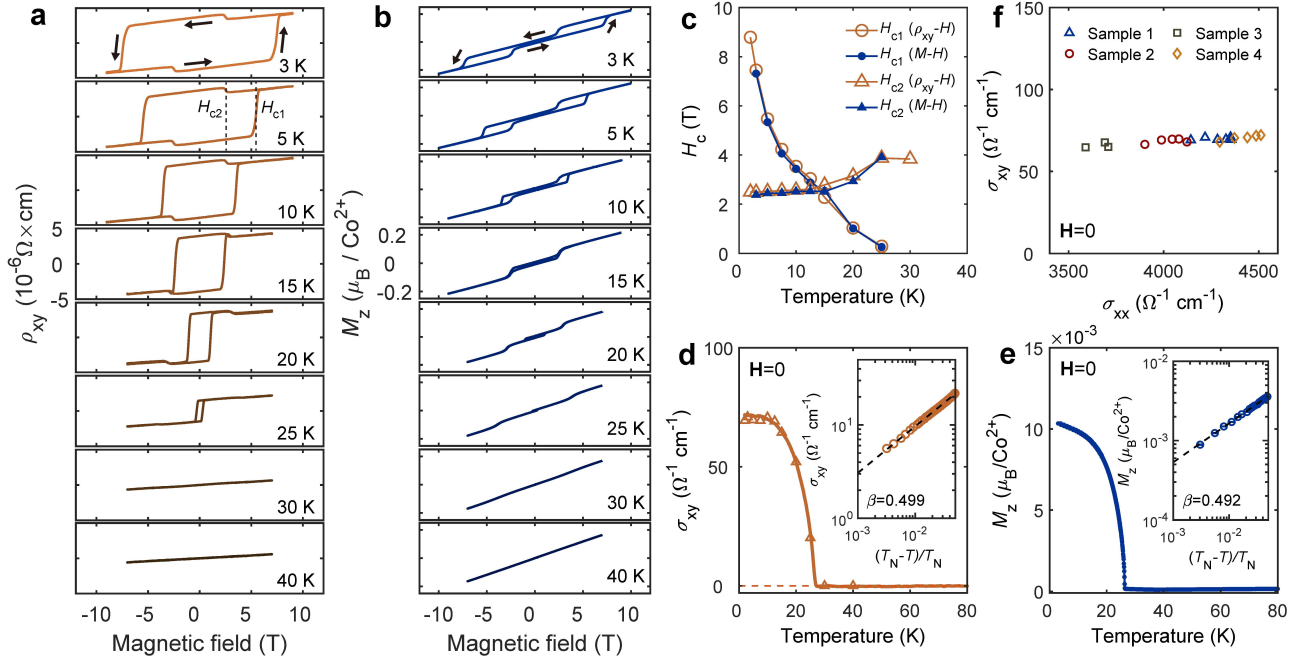 a
3 K
H_c2
H_c1
5 K
10 K
15 K
20 K
25 K
30 K
40 K
5
0
-5
-5
ρ_xy (10^-6 Ω×cm)
-10
-5
0
5
10
Magnetic field (T)
b
3 K
5 K
10 K
15 K
20 K
25 K
30 K
40 K
0.2
0
-0.2
M_z (μ_B / Co^2+)
-10
-5
0
5
10
Magnetic field (T)
c
H_c1 (ρ_xy-H)
H_c1 (M-H)
H_c2 (ρ_xy-H)
H_c2 (M-H)
10
8
6
4
2
0
H_c (T)
0
10
20
30
40
Temperature (K)
f
Sample 1
Sample 2
Sample 3
Sample 4
150
100
50
0
σ_xy (Ω^-1 cm^-1)
H=0
3500
4000
4500
σ_xx (Ω^-1 cm^-1)
d
H=0
100
50
0
σ_xy (Ω^-1 cm^-1)
0
20
40
60
80
Temperature (K)
10^1
10^0
σ_xy (Ω^-1 cm^-1)
β=0.499
10^-3
10^-2
(T_N-T)/T_N
e
×10^-3
H=0
15
10
5
0
M_z (μ_B/Co^2+)
0
20
40
60
80
Temperature (K)
10^-2
10^-3
10^-4
M_z (μ_B/Co^2+)
β=0.492
10^-3
10^-2
(T_N-T)/T_N